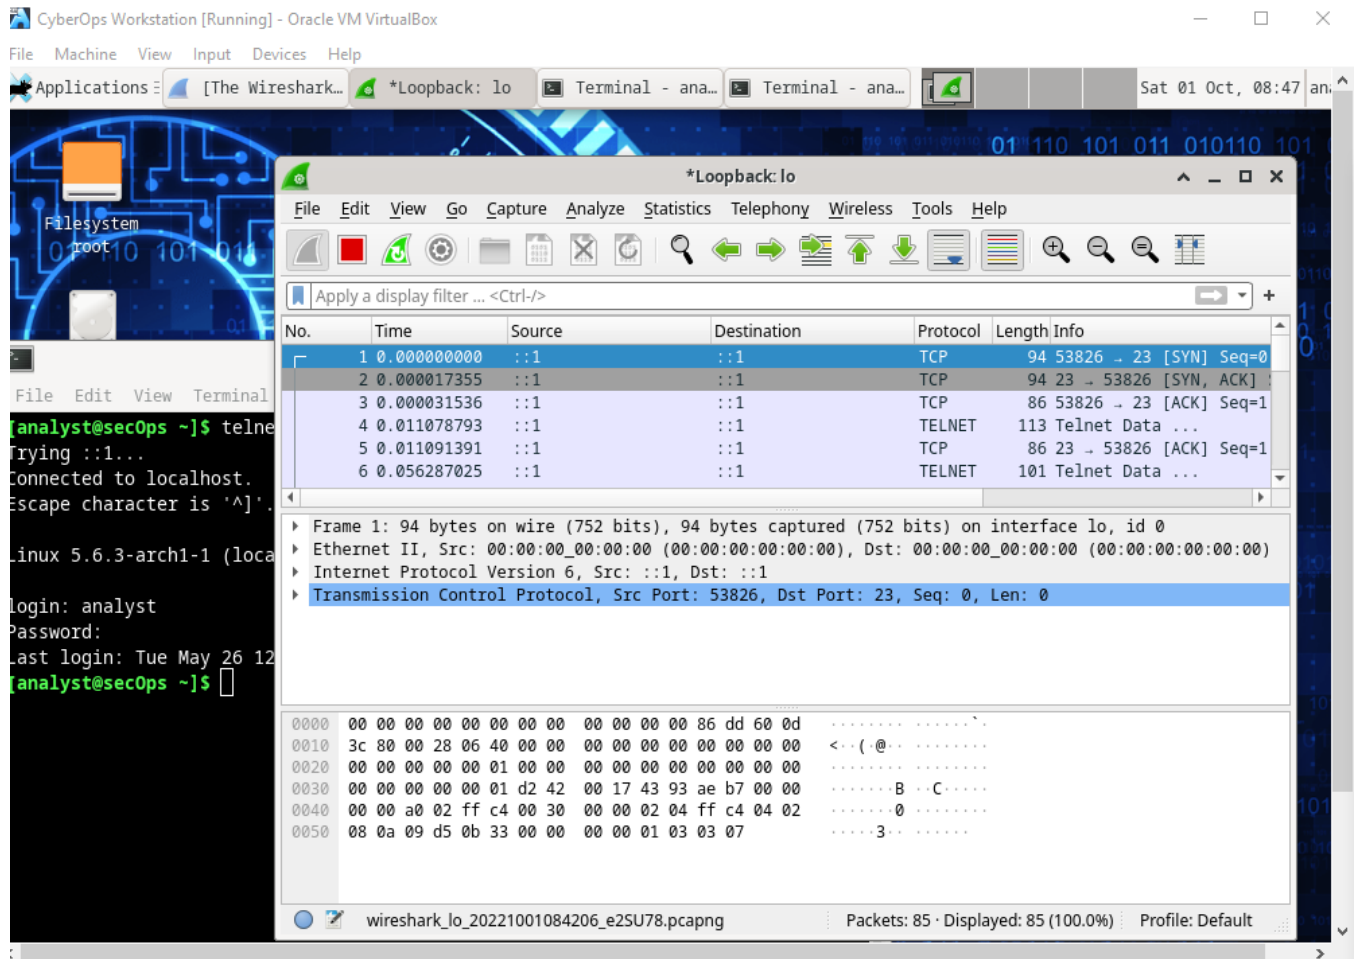 CyberOps Workstation [Running] - Oracle VM VirtualBox
File Machine View Input Devices Help
Applications [The Wireshark... *Loopback: lo Terminal - ana... Terminal - ana... Sat 01 Oct, 08:47 ana
01 110 101 011 010110 101
Filesystem
root
010 10 101 011
*Loopback: lo
File Edit View Go Capture Analyze Statistics Telephony Wireless Tools Help
Apply a display filter ... <Ctrl-/>
No. Time Source Destination Protocol Length Info
1 0.000000000 ::1 ::1 TCP 94 53826 → 23 [SYN] Seq=0
2 0.000017355 ::1 ::1 TCP 94 23 → 53826 [SYN, ACK]
3 0.000031536 ::1 ::1 TCP 86 53826 → 23 [ACK] Seq=1
4 0.011078793 ::1 ::1 TELNET 113 Telnet Data ...
5 0.011091391 ::1 ::1 TCP 86 23 → 53826 [ACK] Seq=1
6 0.056287025 ::1 ::1 TELNET 101 Telnet Data ...
Frame 1: 94 bytes on wire (752 bits), 94 bytes captured (752 bits) on interface lo, id 0
Ethernet II, Src: 00:00:00_00:00:00 (00:00:00:00:00:00), Dst: 00:00:00_00:00:00 (00:00:00:00:00:00)
Internet Protocol Version 6, Src: ::1, Dst: ::1
Transmission Control Protocol, Src Port: 53826, Dst Port: 23, Seq: 0, Len: 0
0000 00 00 00 00 00 00 00 00 00 00 00 00 86 dd 60 0d ········ ······`·
0010 3c 80 00 28 06 40 00 00 00 00 00 00 00 00 00 00 <··(·@·· ········
0020 00 00 00 00 00 01 00 00 00 00 00 00 00 00 00 00 ········ ········
0030 00 00 00 00 00 01 d2 42 00 17 43 93 ae b7 00 00 ·······B ··C·····
0040 00 00 a0 02 ff c4 00 30 00 00 02 04 ff c4 04 02 ·······0 ········
0050 08 0a 09 d5 0b 33 00 00 00 00 01 03 03 07 ·····3·· ······
wireshark_lo_20221001084206_e2SU78.pcapng Packets: 85 · Displayed: 85 (100.0%) Profile: Default
File Edit View Terminal
[analyst@secOps ~]$ telne
Trying ::1...
Connected to localhost.
Escape character is '^]'.
Linux 5.6.3-arch1-1 (loca
login: analyst
Password:
Last login: Tue May 26 12
[analyst@secOps ~]$